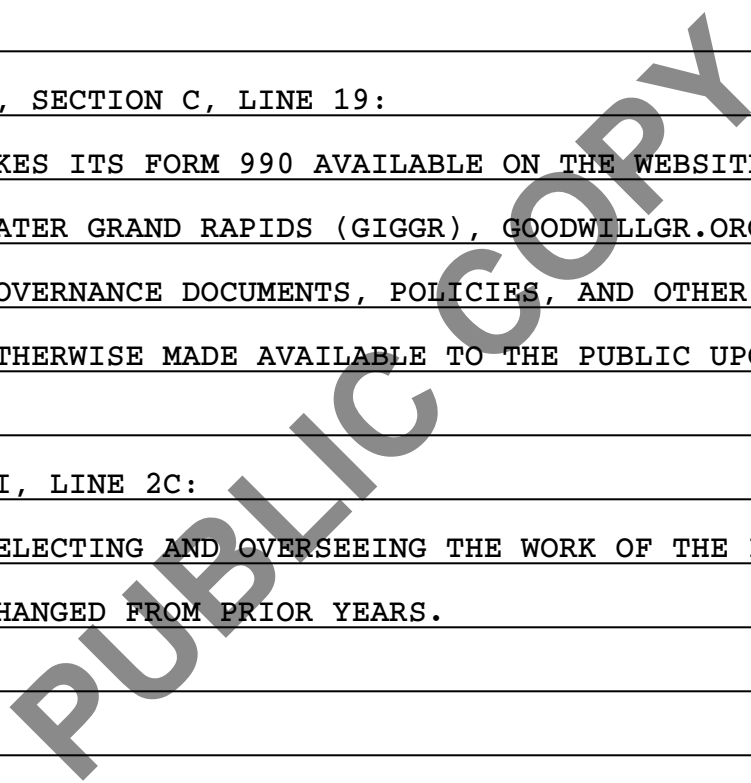 , SECTION C, LINE 19:
KES ITS FORM 990 AVAILABLE ON THE WEBSIT
ATER GRAND RAPIDS (GIGGR), GOODWILLGR.OR
OVERNANCE DOCUMENTS, POLICIES, AND OTHER
THERWISE MADE AVAILABLE TO THE PUBLIC UP
I, LINE 2C:
ELECTING AND OVERSEEING THE WORK OF THE
HANGED FROM PRIOR YEARS.
PUBLIC COPY